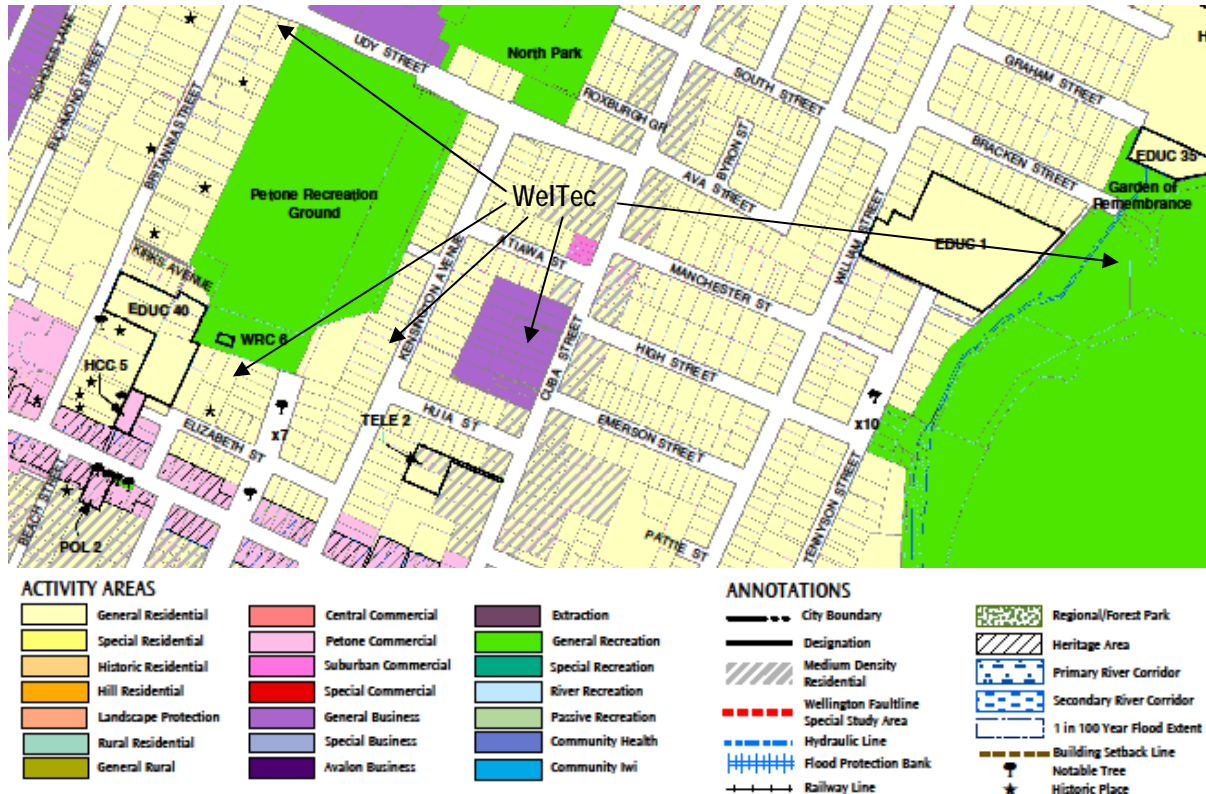 SCHOLES LANE
RICHMOND STREET
BRITANNIA STREET
UDY STREET
North Park
ROXBURGH GR
SOUTH STREET
BYRON ST
GRAHAM STREET
H
BRACKEN STREET
EDUC 35
Garden of
Remembrance
AVA STREET
Petone Recreation
Ground
WelTec
WILLIAM STREET
EDUC 1
KIRKS AVENUE
ATIAWA ST
MANCHESTER ST
KENSINGTON AVENUE
EDUC 40
WRC 6
HCC 5
CUBA STREET
HIGH STREET
ELIZABETH ST
x7
TELE 2
HUIA ST
EMERSON STREET
x10
BEACH STREET
POL 2
PATTIE ST
TENNYSON STREET
ACTIVITY AREAS
General Residential
Special Residential
Historic Residential
Hill Residential
Landscape Protection
Rural Residential
General Rural
Central Commercial
Petone Commercial
Suburban Commercial
Special Commercial
General Business
Special Business
Avalon Business
Extraction
General Recreation
Special Recreation
River Recreation
Passive Recreation
Community Health
Community Iwi
ANNOTATIONS
City Boundary
Designation
Medium Density
Residential
Wellington Faultline
Special Study Area
Hydraulic Line
Flood Protection Bank
Railway Line
Regional/Forest Park
Heritage Area
Primary River Corridor
Secondary River Corridor
1 in 100 Year Flood Extent
Building Setback Line
Notable Tree
Historic Place